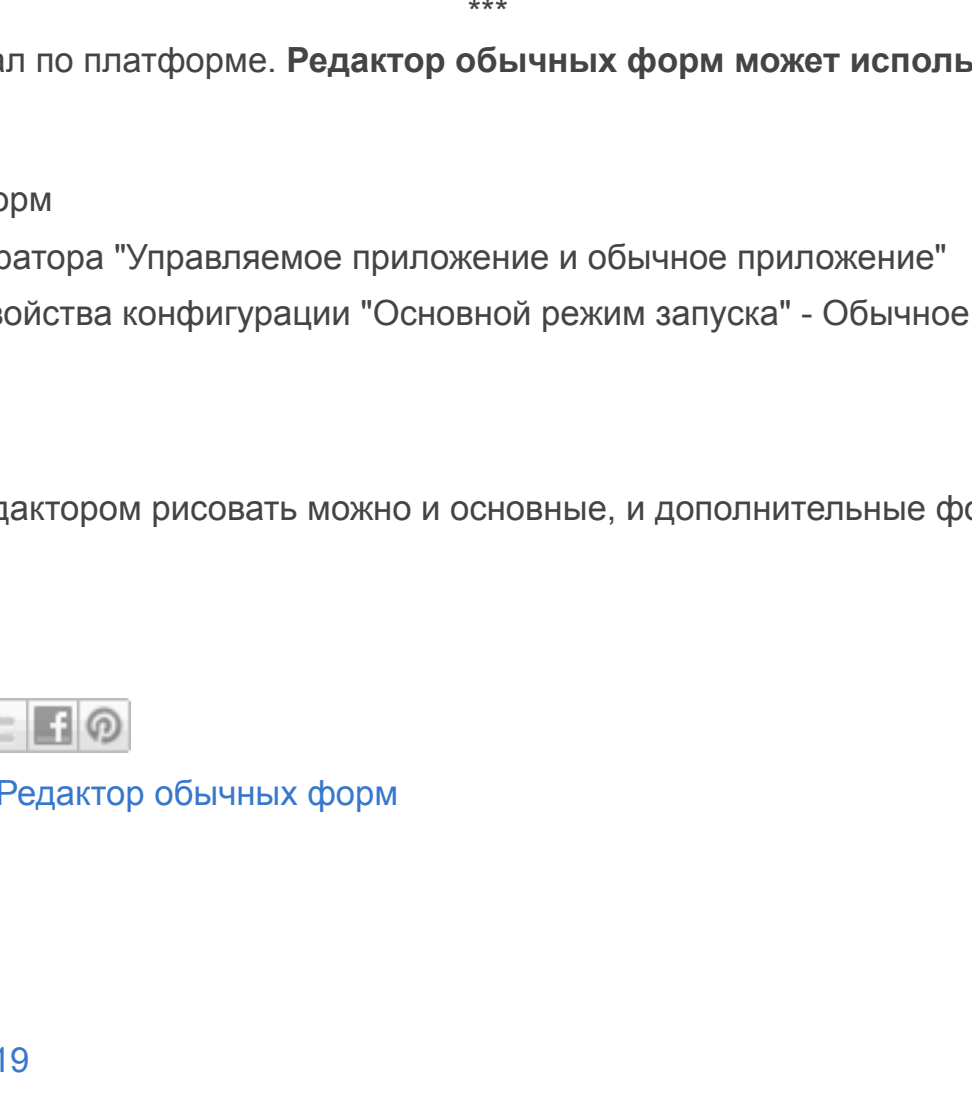 ***
ал по платформе. Редактор обычных форм может исполь
орм
ратора "Управляемое приложение и обычное приложение"
войства конфигурации "Основной режим запуска" - Обычное
дактором рисовать можно и основные, и дополнительные фо
Редактор обычных форм
19